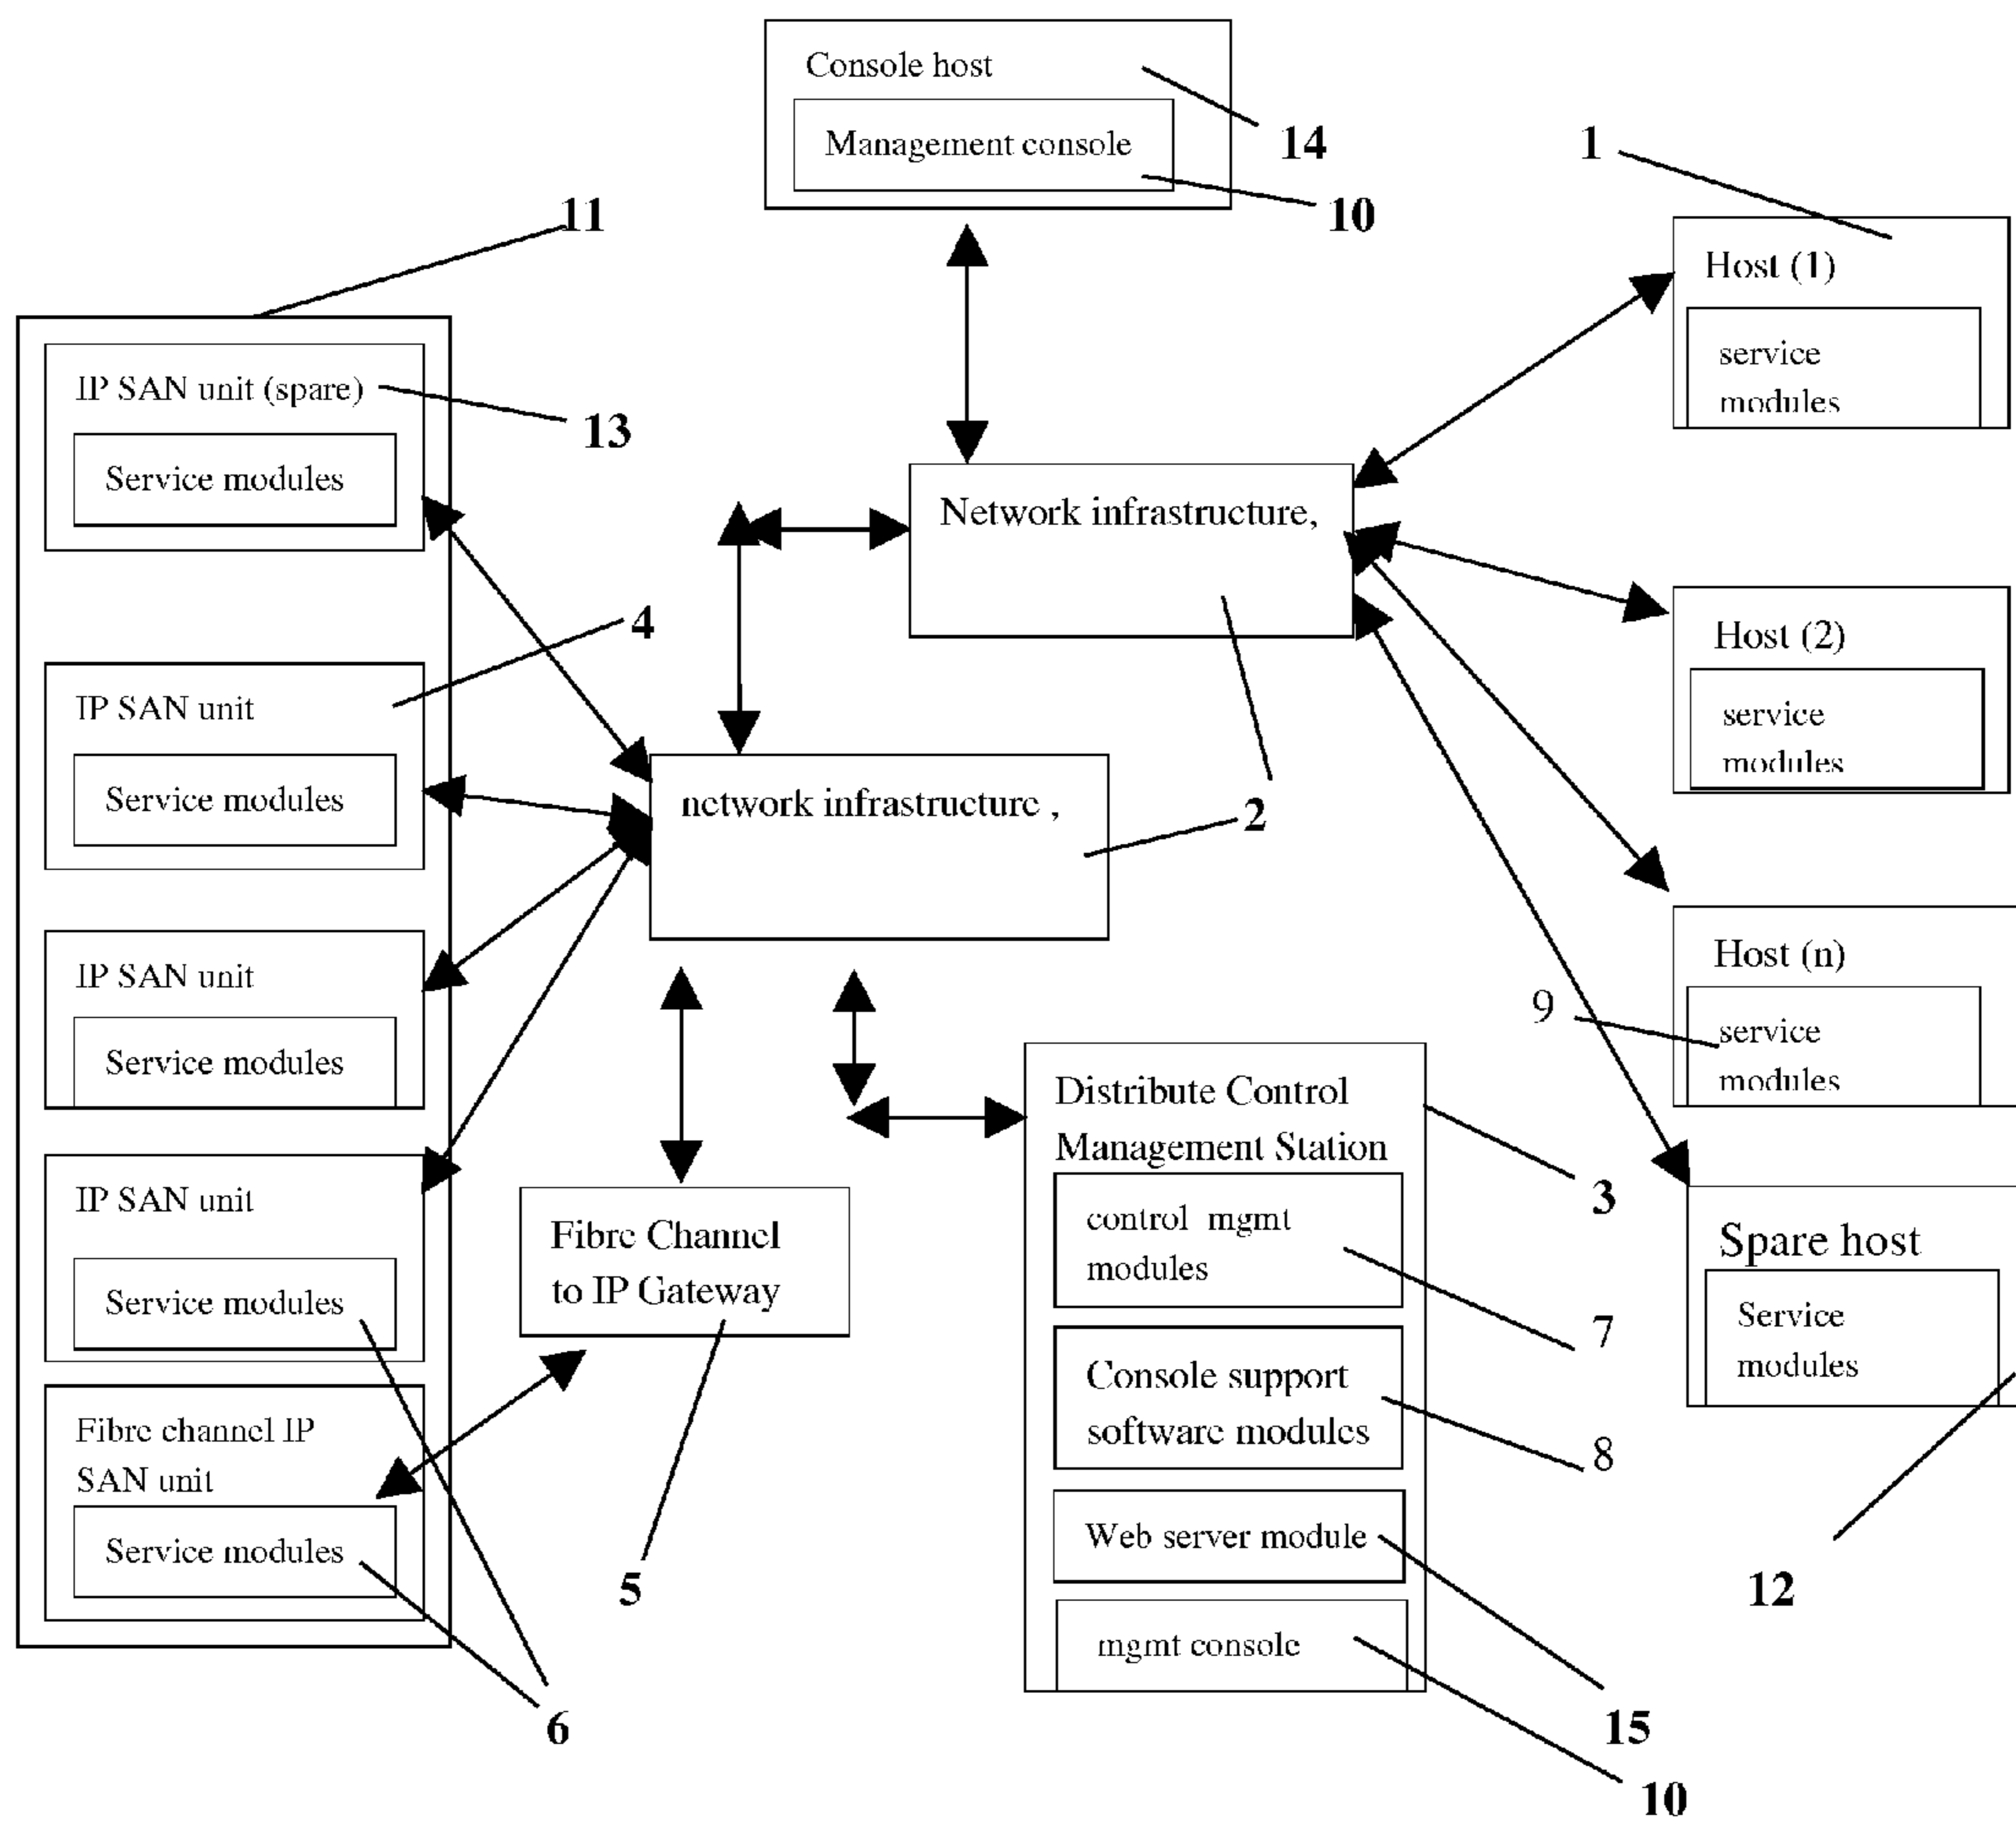 Console host
Management console
14
10
1
11
Host (1)
service
modules
IP SAN unit (spare)
13
Service modules
Network infrastructure,
4
Host (2)
service
modules
IP SAN unit
Service modules
network infrastructure ,
2
IP SAN unit
Service modules
Host (n)
9
service
modules
Distribute Control
Management Station
3
control mgmt
modules
7
Console support
software modules
8
Web server module
15
mgmt console
10
IP SAN unit
Service modules
Fibre Channel
to IP Gateway
5
Spare host
Service
modules
12
Fibre channel IP
SAN unit
Service modules
6